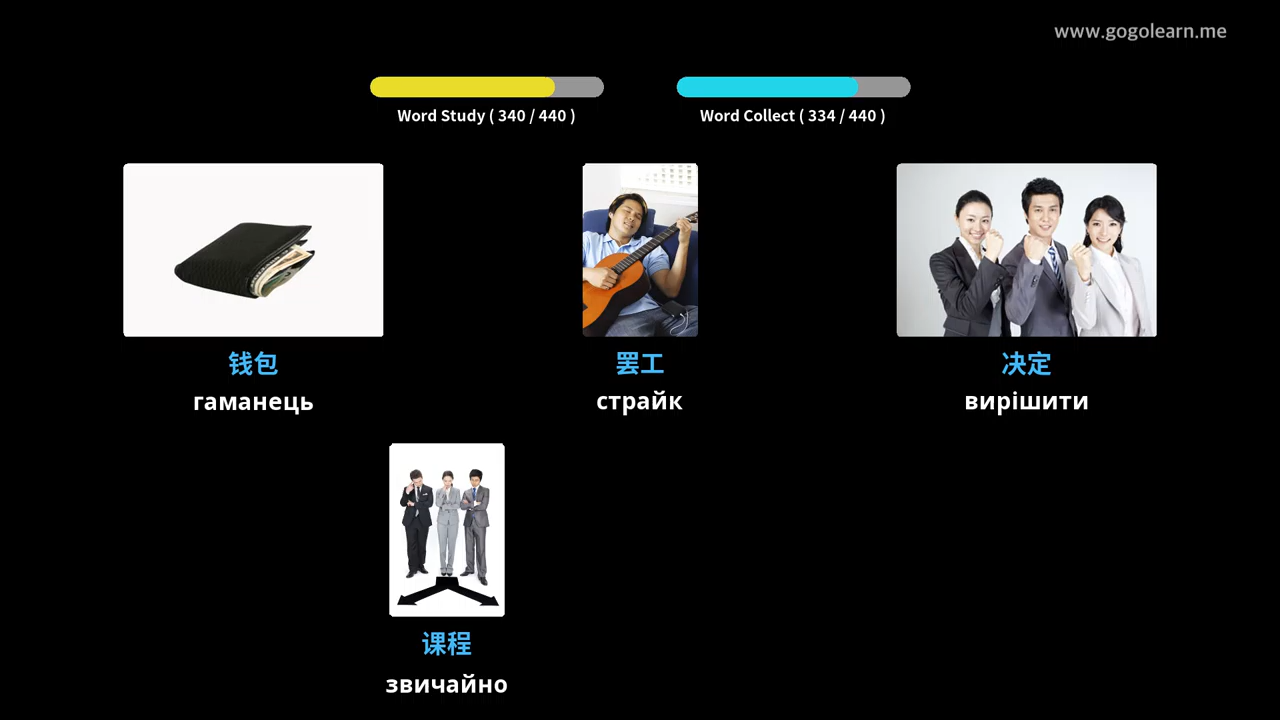 www.gogolearn.me
Word Study ( 340 / 440 )
Word Collect ( 334 / 440 )
钱包
гаманець
罢工
страйк
决定
вирішити
课程
звичайно